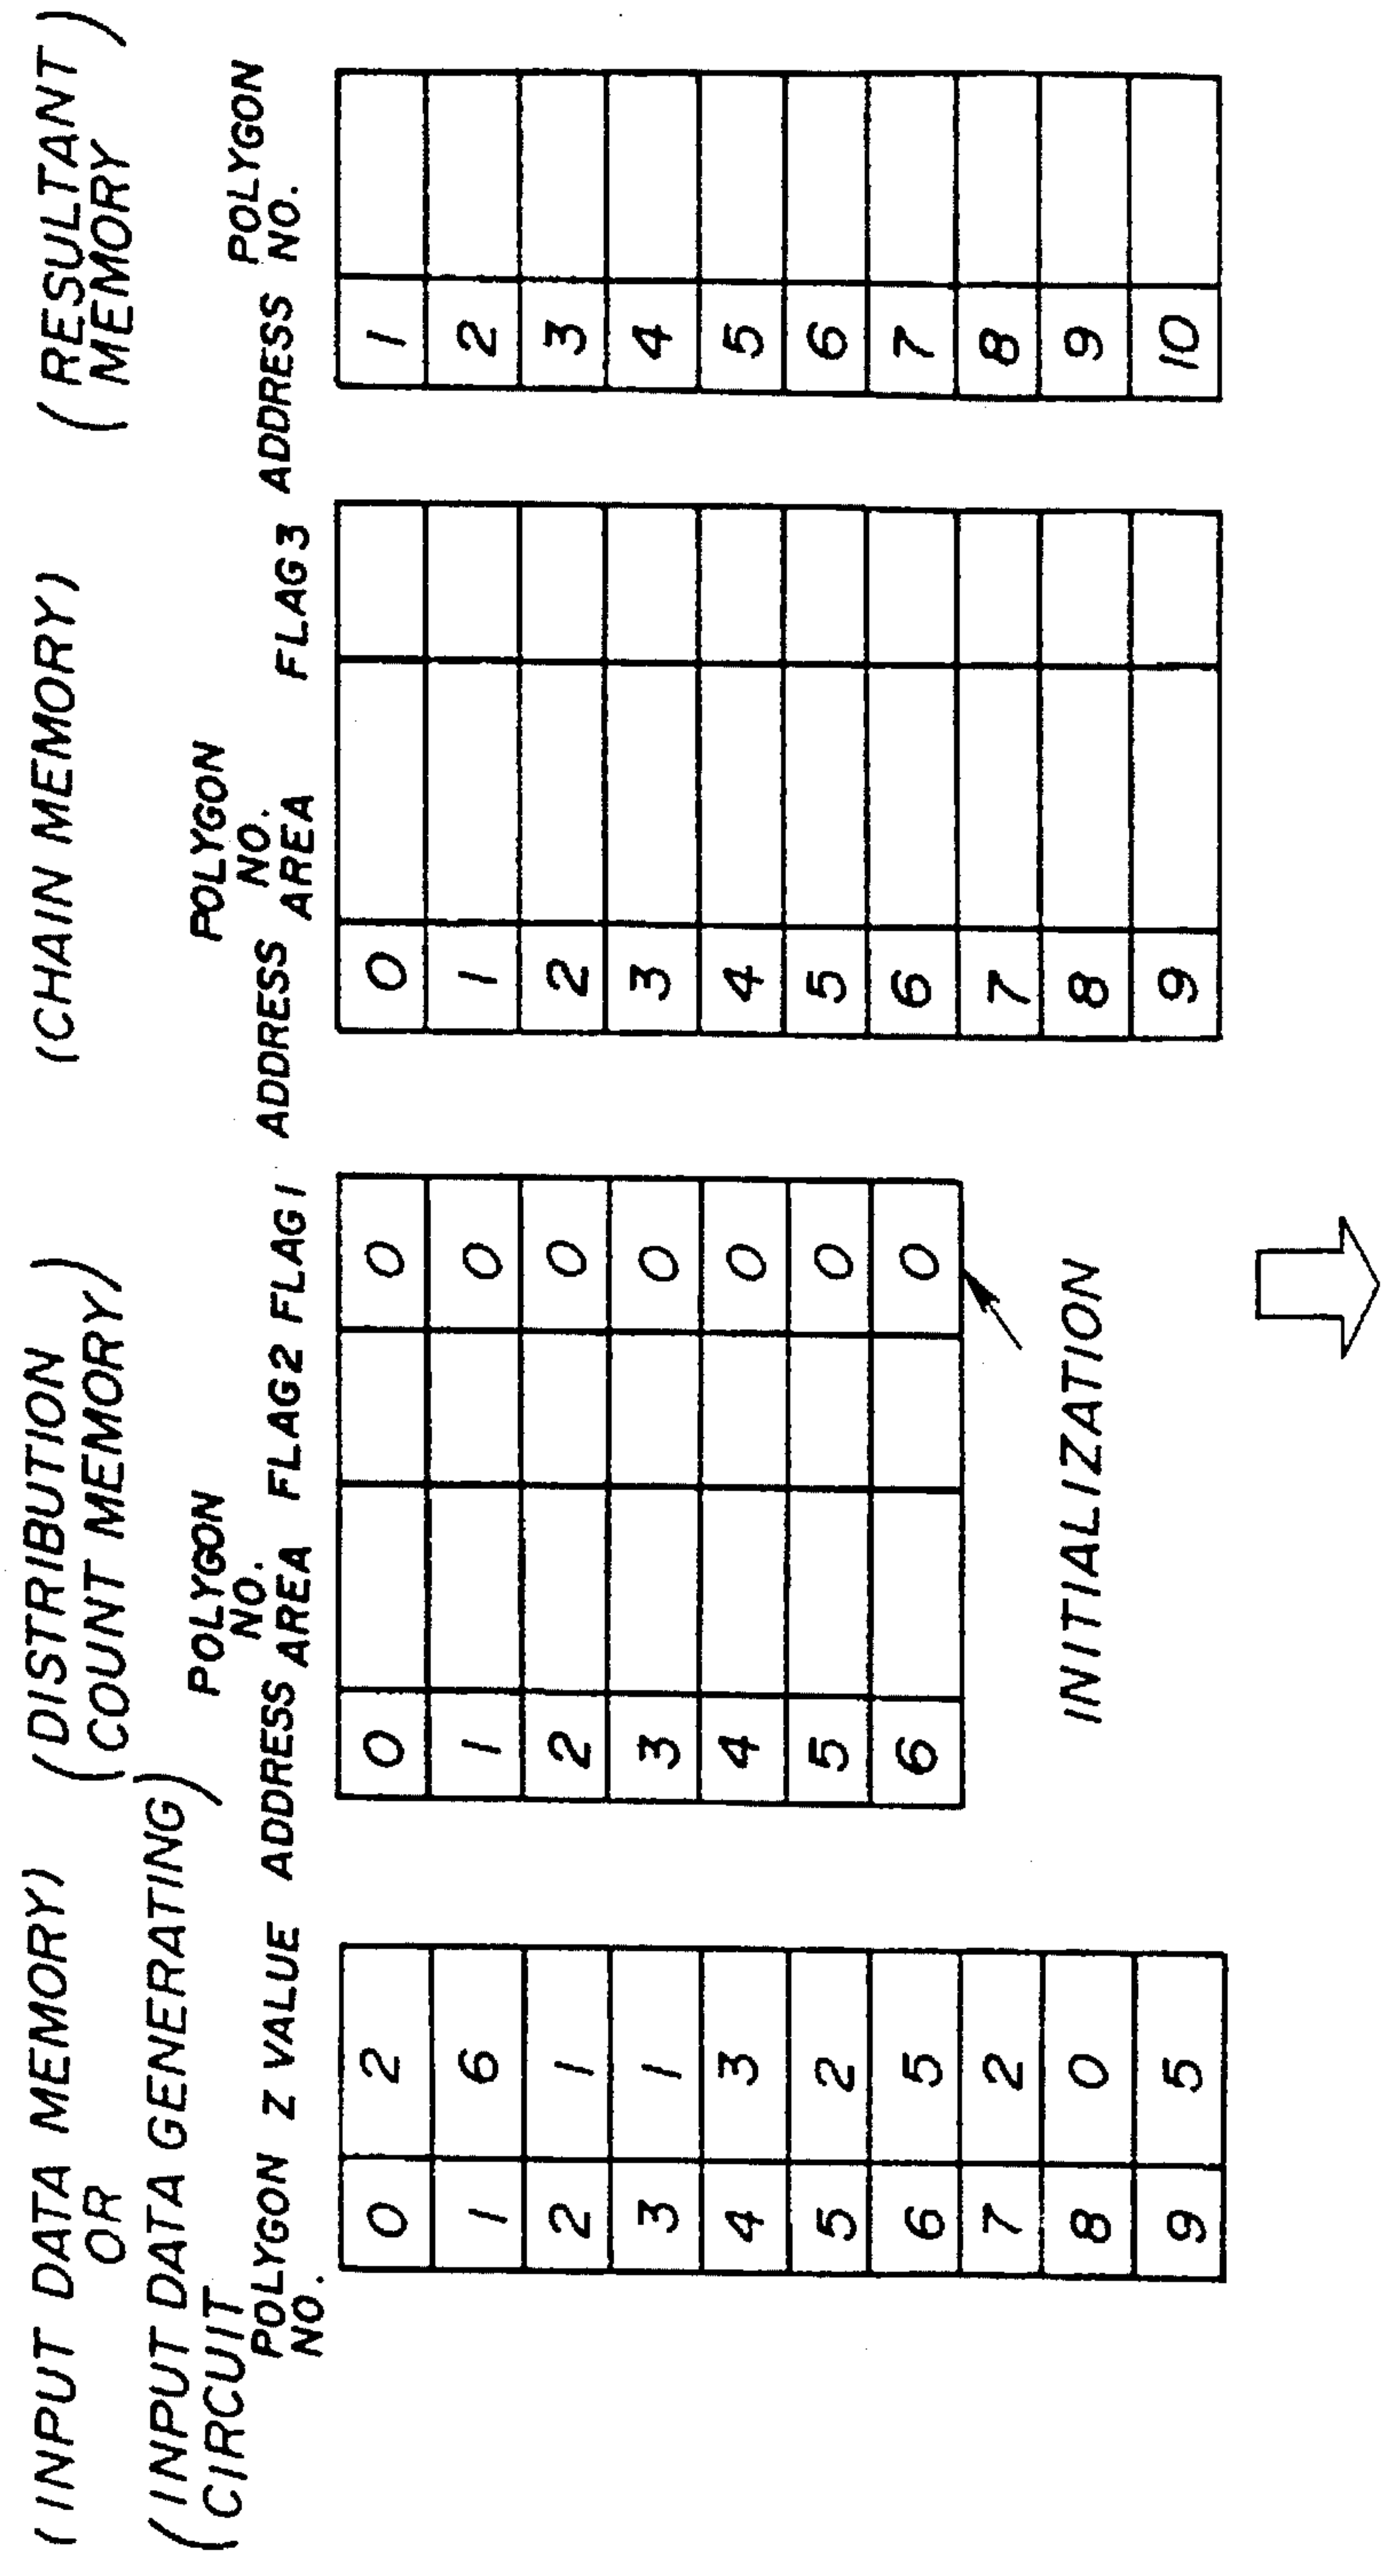 (INPUT DATA MEMORY)
OR
(INPUT DATA GENERATING
CIRCUIT)
(DISTRIBUTION
COUNT MEMORY)
(CHAIN MEMORY)
(RESULTANT
MEMORY)
POLYGON NO. Z VALUE
0 2
1 6
2 1
3 1
4 3
5 2
6 5
7 2
8 0
9 5
ADDRESS POLYGON NO. AREA FLAG2 FLAG1
0 0
1 0
2 0
3 0
4 0
5 0
6 0
INITIALIZATION
ADDRESS POLYGON NO. AREA FLAG3
0
1
2
3
4
5
6
7
8
9
ADDRESS POLYGON NO.
1
2
3
4
5
6
7
8
9
10